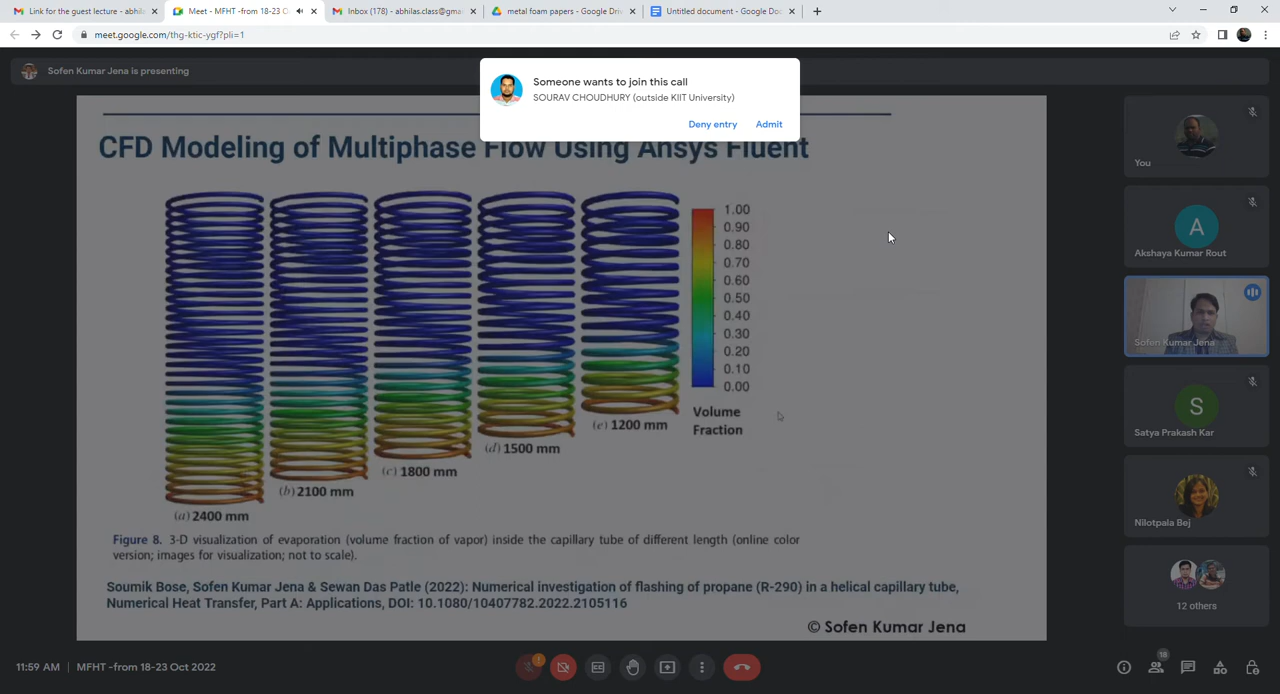 Link for the guest lecture - abhila
Meet - MFHT -from 18-23 O
Inbox (178) - abhilas.class@gma
metal foam papers - Google Driv
Untitled document - Google Doc
meet.google.com/thg-ktic-ygf?pli=1
Sofen Kumar Jena is presenting
Someone wants to join this call
SOURAV CHOUDHURY (outside KIIT University)
Deny entry Admit
CFD Modeling of Multiphase Flow Using Ansys Fluent
1.00
0.90
0.80
0.70
0.60
0.50
0.40
0.30
0.20
0.10
0.00
Volume
Fraction
(e) 1200 mm
(d) 1500 mm
(c) 1800 mm
(b) 2100 mm
(a) 2400 mm
Figure 8. 3-D visualization of evaporation (volume fraction of vapor) inside the capillary tube of different length (online color
version; images for visualization; not to scale).
Soumik Bose, Sofen Kumar Jena & Sewan Das Patle (2022): Numerical investigation of flashing of propane (R-290) in a helical capillary tube,
Numerical Heat Transfer, Part A: Applications, DOI: 10.1080/10407782.2022.2105116
© Sofen Kumar Jena
You
A
Akshaya Kumar Rout
Sofen Kumar Jena
S
Satya Prakash Kar
Nilotpala Bej
12 others
11:59 AM | MFHT -from 18-23 Oct 2022
18